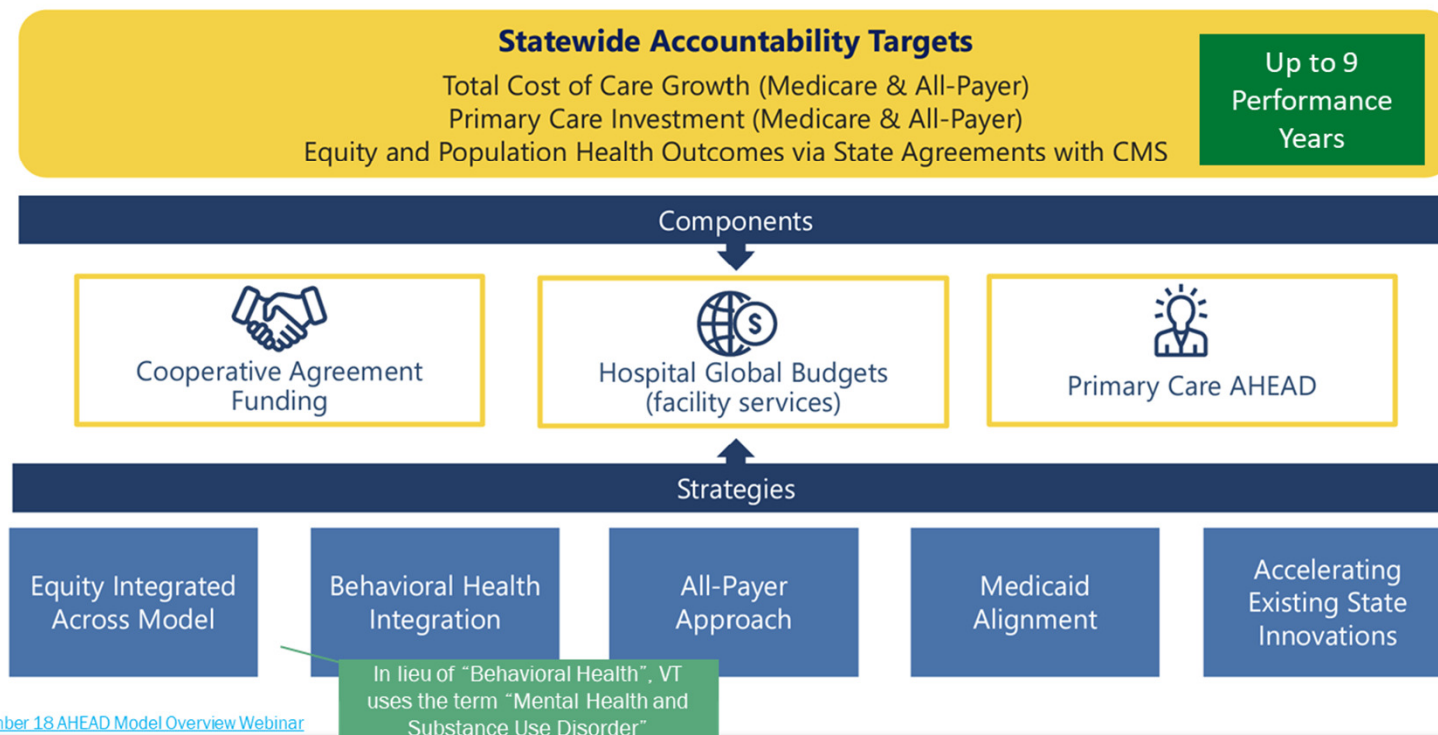 Statewide Accountability Targets
Total Cost of Care Growth (Medicare & All-Payer)
Primary Care Investment (Medicare & All-Payer)
Equity and Population Health Outcomes via State Agreements with CMS
Up to 9
Performance
Years
Components
Cooperative Agreement
Funding
$
Hospital Global Budgets
(facility services)
Primary Care AHEAD
Strategies
Equity Integrated
Across Model
Behavioral Health
Integration
All-Payer
Approach
Medicaid
Alignment
Accelerating
Existing State
Innovations
In lieu of “Behavioral Health”, VT
uses the term “Mental Health and
Substance Use Disorder”
18 AHEAD Model Overview Webinar